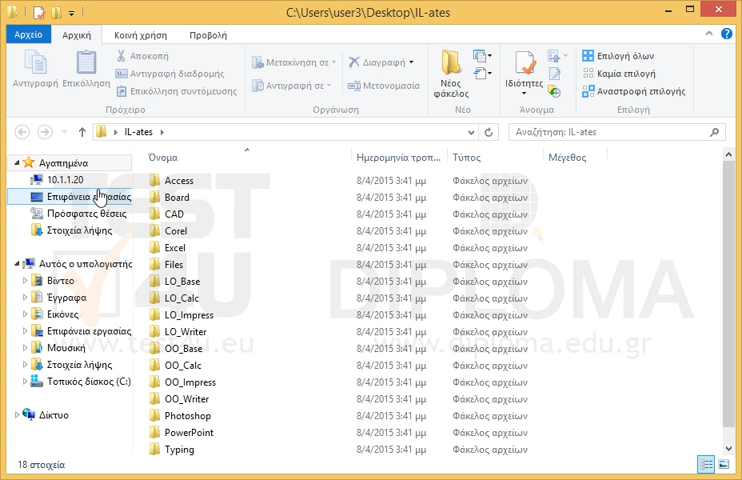 C:\Users\user3\Desktop\IL-ates
Αρχείο
Αρχική
Κοινή χρήση
Προβολή
Αντιγραφή
Επικόλληση
Αποκοπή
Αντιγραφή διαδρομής
Επικόλληση συντόμευσης
Πρόχειρο
Μετακίνηση σε
Αντιγραφή σε
Διαγραφή
Μετονομασία
Οργάνωση
Νέος
φάκελος
Νέο
Ιδιότητες
Άνοιγμα
Επιλογή όλων
Καμία επιλογή
Αναστροφή επιλογής
Επιλογή
IL-ates
Αναζήτηση: IL-ates
Αγαπημένα
10.1.1.20
Επιφάνεια εργασίας
Πρόσφατες θέσεις
Στοιχεία λήψης
Αυτός ο υπολογιστής
Βίντεο
Έγγραφα
Εικόνες
Επιφάνεια εργασίας
Μουσική
Στοιχεία λήψης
Τοπικός δίσκος (C:)
Δίκτυο
Όνομα Ημερομηνία τροπ... Τύπος Μέγεθος
Access 8/4/2015 3:41 μμ Φάκελος αρχείων
Board 8/4/2015 3:41 μμ Φάκελος αρχείων
CAD 8/4/2015 3:41 μμ Φάκελος αρχείων
Corel 8/4/2015 3:41 μμ Φάκελος αρχείων
Excel 8/4/2015 3:41 μμ Φάκελος αρχείων
Files 8/4/2015 3:41 μμ Φάκελος αρχείων
LO_Base 8/4/2015 3:41 μμ Φάκελος αρχείων
LO_Calc 8/4/2015 3:41 μμ Φάκελος αρχείων
LO_Impress 8/4/2015 3:41 μμ Φάκελος αρχείων
LO_Writer 8/4/2015 3:41 μμ Φάκελος αρχείων
OO_Base 8/4/2015 3:41 μμ Φάκελος αρχείων
OO_Calc 8/4/2015 3:41 μμ Φάκελος αρχείων
OO_Impress 8/4/2015 3:41 μμ Φάκελος αρχείων
OO_Writer 8/4/2015 3:41 μμ Φάκελος αρχείων
Photoshop 8/4/2015 3:41 μμ Φάκελος αρχείων
PowerPoint 8/4/2015 3:41 μμ Φάκελος αρχείων
Typing 8/4/2015 3:41 μμ Φάκελος αρχείων
18 στοιχεία
TEST
4U
www.test4u.eu
D.
DIPLOMA
www.diploma.edu.gr